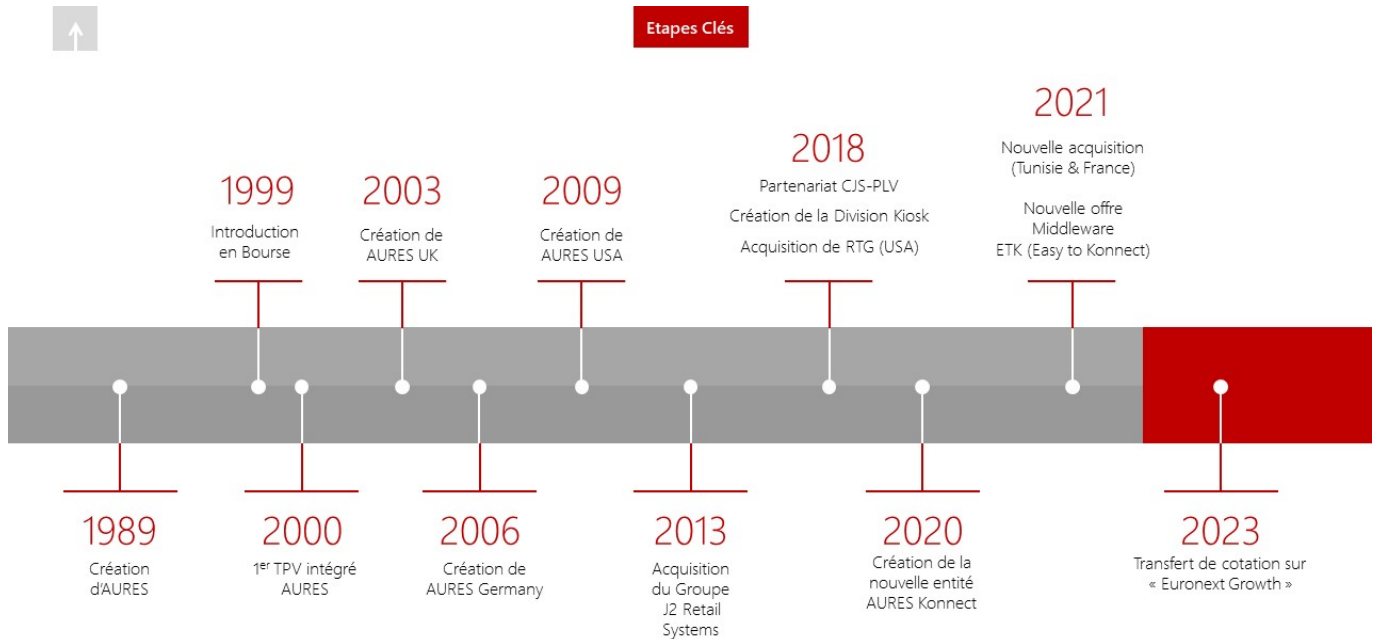 Etapes Clés
1989
Création
d'AURES
1999
Introduction
en Bourse
2000
1er TPV intégré
AURES
2003
Création de
AURES UK
2006
Création de
AURES Germany
2009
Création de
AURES USA
2013
Acquisition
du Groupe
J2 Retail
Systems
2018
Partenariat CJS-PLV
Création de la Division Kiosk
Acquisition de RTG (USA)
2020
Création de la
nouvelle entité
AURES Konnect
2021
Nouvelle acquisition
(Tunisie & France)
Nouvelle offre
Middleware
ETK (Easy to Konnect)
2023
Transfert de cotation sur
« Euronext Growth »